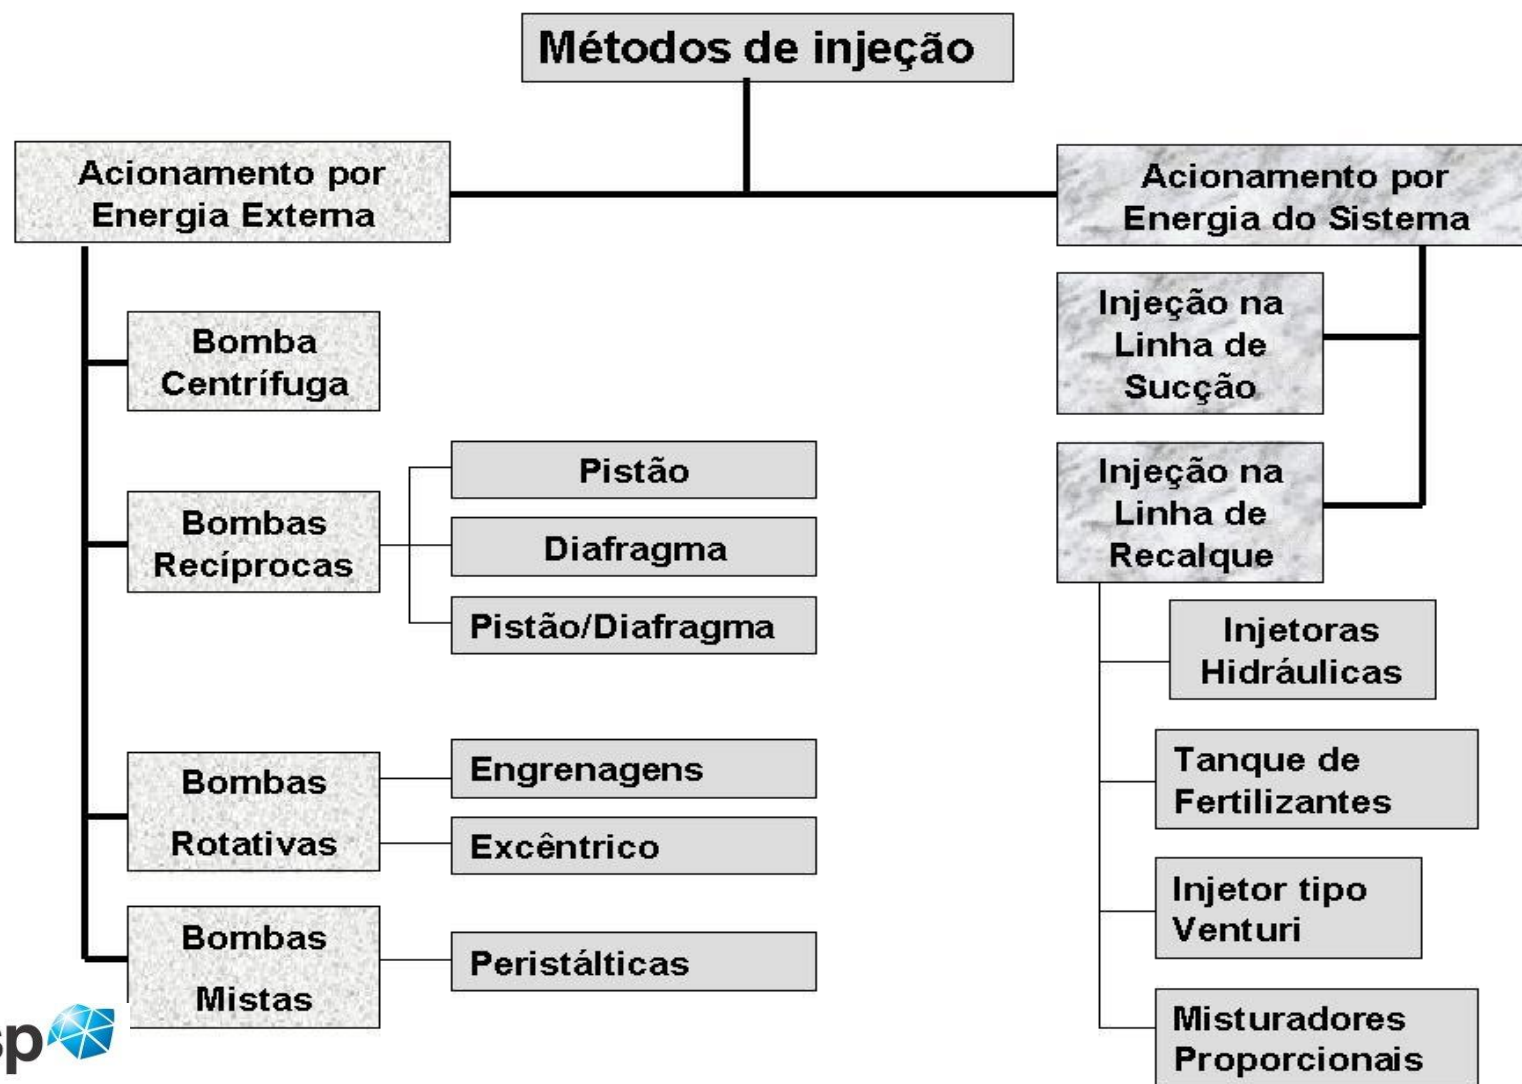 Métodos de injeção
Acionamento por
Energia Externa
Bomba
Centrífuga
Bombas
Recíprocas
Pistão
Diafragma
Pistão/Diafragma
Bombas
Rotativas
Engrenagens
Excêntrico
Bombas
Mistas
Peristálticas
Acionamento por
Energia do Sistema
Injeção na
Linha de
Sucção
Injeção na
Linha de
Recalque
Injetoras
Hidráulicas
Tanque de
Fertilizantes
Injetor tipo
Venturi
Misturadores
Proporcionais